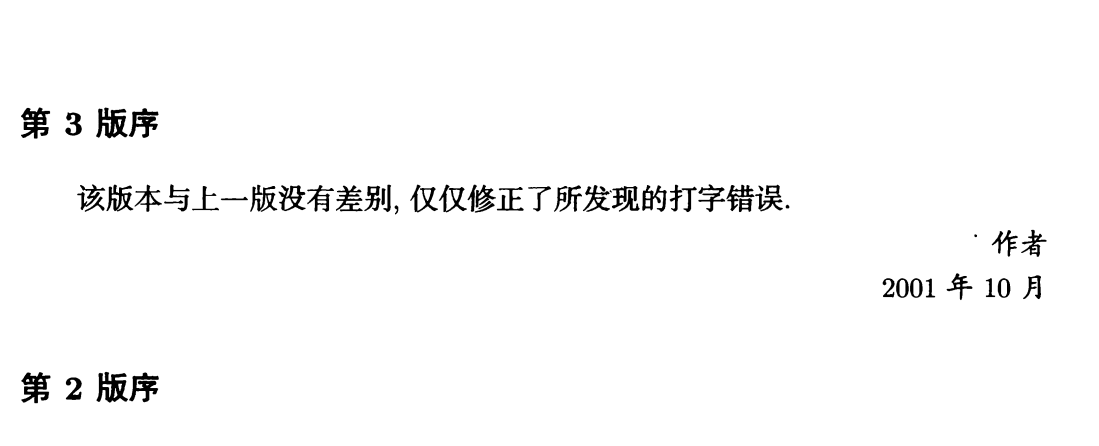 第 3 版序
该版本与上一版没有差别, 仅仅修正了所发现的打字错误.
作者
2001 年 10 月
第 2 版序